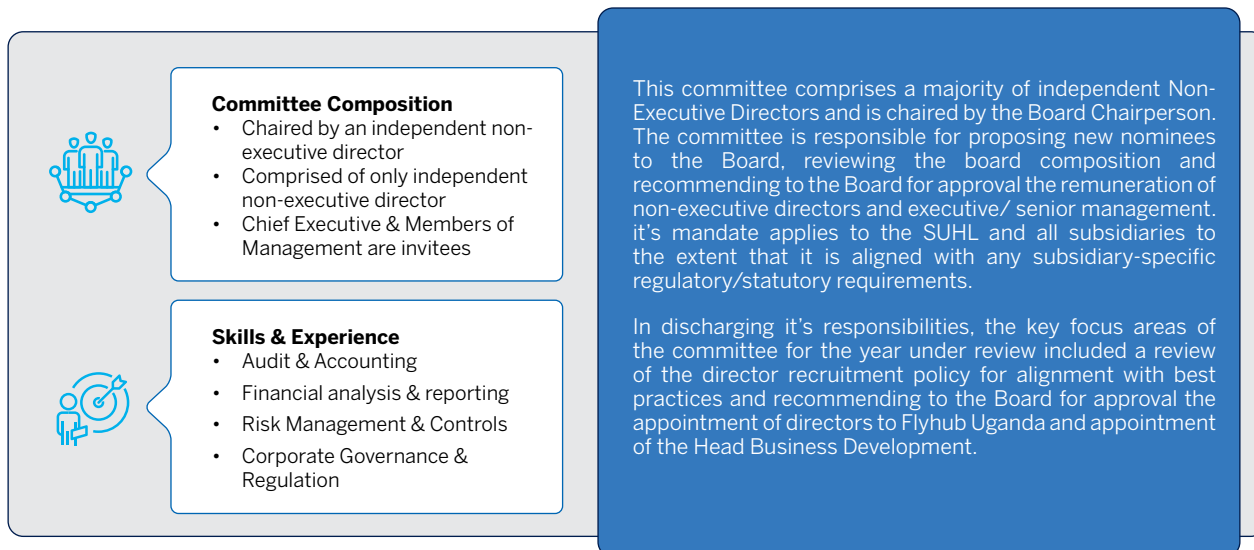 Committee Composition
• Chaired by an independent non-
executive director
• Comprised of only independent
non-executive director
• Chief Executive & Members of
Management are invitees
Skills & Experience
• Audit & Accounting
• Financial analysis & reporting
• Risk Management & Controls
• Corporate Governance &
Regulation
This committee comprises a majority of independent Non-
Executive Directors and is chaired by the Board Chairperson.
The committee is responsible for proposing new nominees
to the Board, reviewing the board composition and
recommending to the Board for approval the remuneration of
non-executive directors and executive/ senior management.
it's mandate applies to the SUHL and all subsidiaries to
the extent that it is aligned with any subsidiary-specific
regulatory/statutory requirements.
In discharging it's responsibilities, the key focus areas of
the committee for the year under review included a review
of the director recruitment policy for alignment with best
practices and recommending to the Board for approval the
appointment of directors to Flyhub Uganda and appointment
of the Head Business Development.